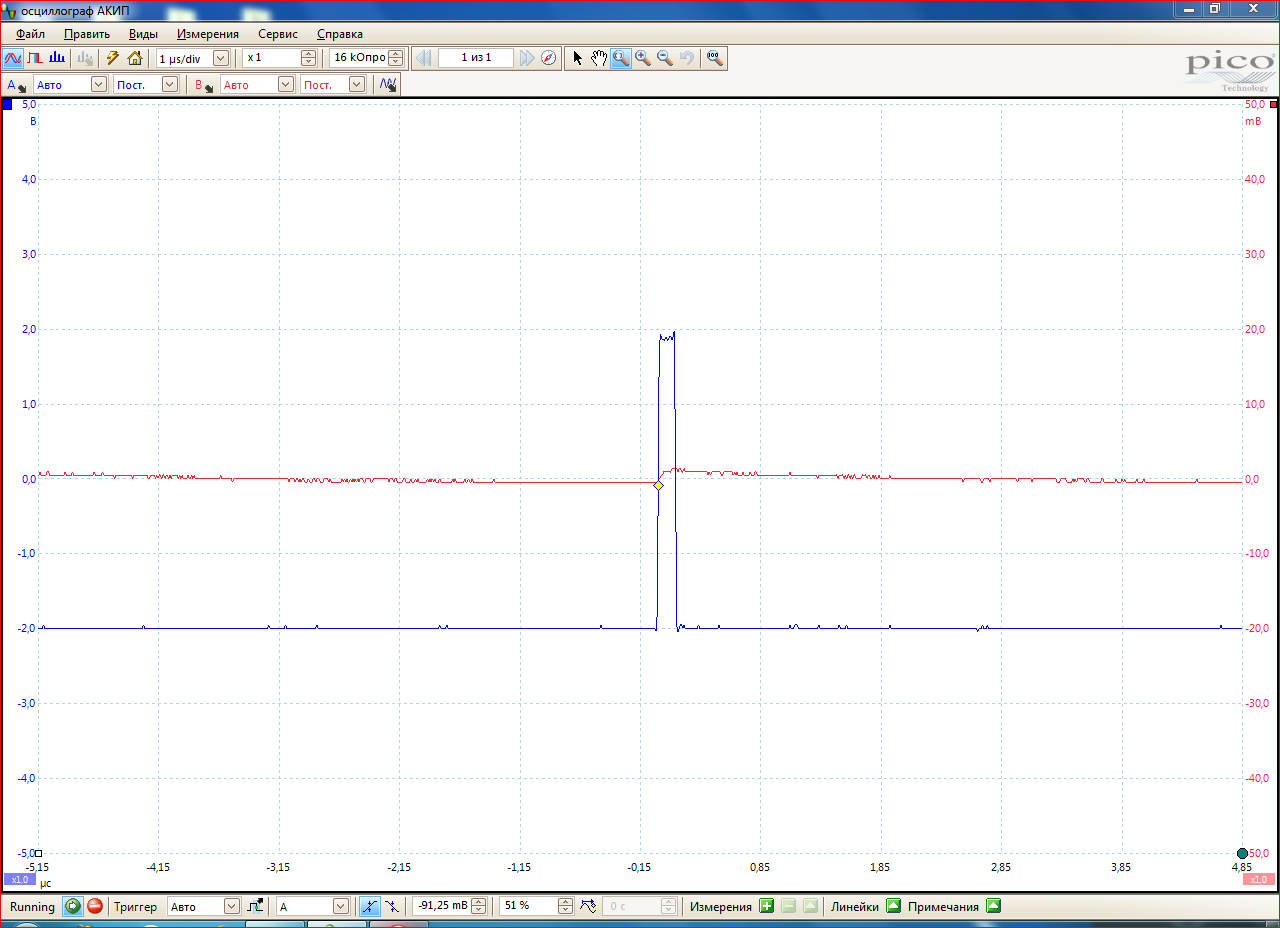 осциллограф АКИП
Файл Править Виды Измерения Сервис Справка
1 µs/div x 1 16 кОпро 1 из 1
pico
Technology
A Авто Пост. B Авто Пост.
5,0 50,0
В mВ
4,0 40,0
3,0 30,0
2,0 20,0
1,0 10,0
0,0 0,0
-1,0 -10,0
-2,0 -20,0
-3,0 -30,0
-4,0 -40,0
-5,0 -50,0
-5,15 -4,15 -3,15 -2,15 -1,15 -0,15 0,85 1,85 2,85 3,85 4,85
x1,0 µс x1,0
Running Триггер Авто A -91,25 mВ 51 % 0 с Измерения Линейки Примечания